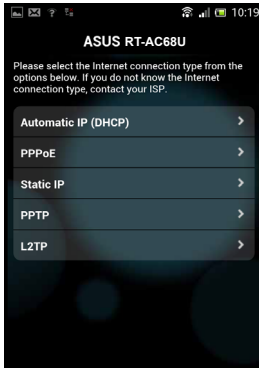 10:19
ASUS RT-AC68U
Please select the Internet connection type from the
options below. If you do not know the Internet
connection type, contact your ISP.
Automatic IP (DHCP)
PPPoE
Static IP
PPTP
L2TP